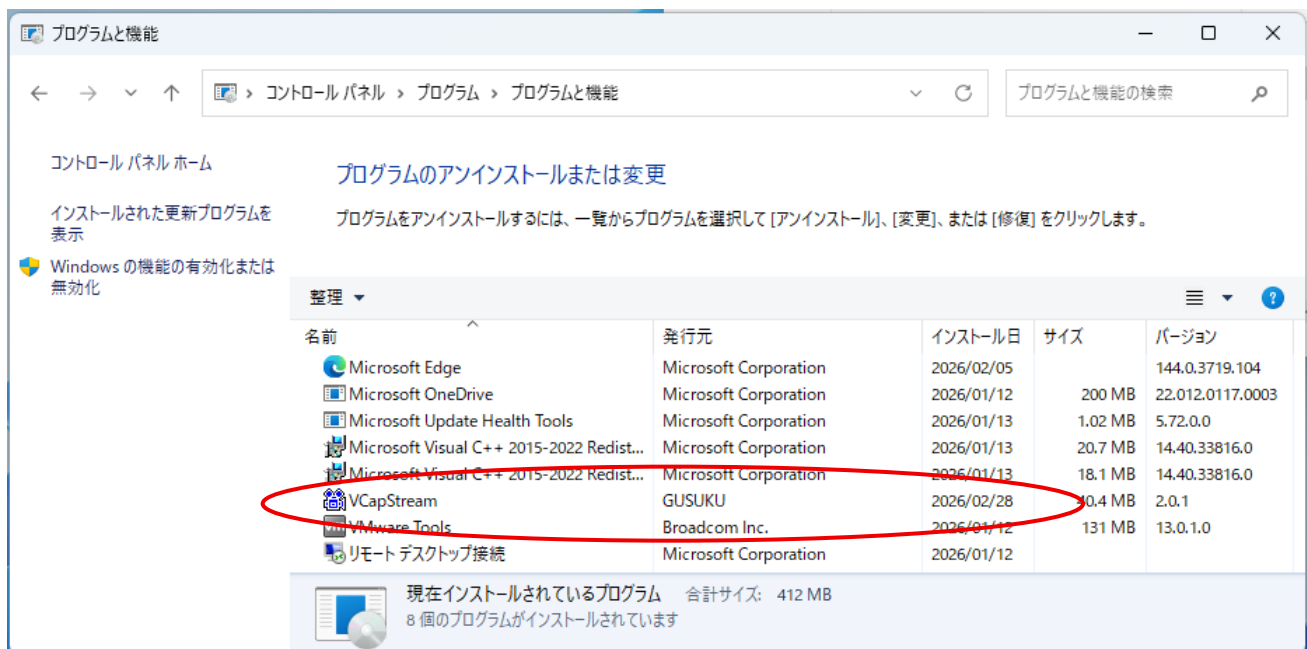 プログラムと機能
コントロール パネル › プログラム › プログラムと機能
プログラムと機能の検索
コントロール パネル ホーム
インストールされた更新プログラムを
表示
Windows の機能の有効化または
無効化
プログラムのアンインストールまたは変更
プログラムをアンインストールするには、一覧からプログラムを選択して [アンインストール]、[変更]、または [修復] をクリックします。
整理
名前 発行元 インストール日 サイズ バージョン
Microsoft Edge Microsoft Corporation 2026/02/05 144.0.3719.104
Microsoft OneDrive Microsoft Corporation 2026/01/12 200 MB 22.012.0117.0003
Microsoft Update Health Tools Microsoft Corporation 2026/01/13 1.02 MB 5.72.0.0
Microsoft Visual C++ 2015-2022 Redist... Microsoft Corporation 2026/01/13 20.7 MB 14.40.33816.0
Microsoft Visual C++ 2015-2022 Redist... Microsoft Corporation 2026/01/13 18.1 MB 14.40.33816.0
VCapStream GUSUKU 2026/02/28 40.4 MB 2.0.1
VMware Tools Broadcom Inc. 2026/01/12 131 MB 13.0.1.0
リモート デスクトップ接続 Microsoft Corporation 2026/01/12
現在インストールされているプログラム 合計サイズ: 412 MB
8 個のプログラムがインストールされています